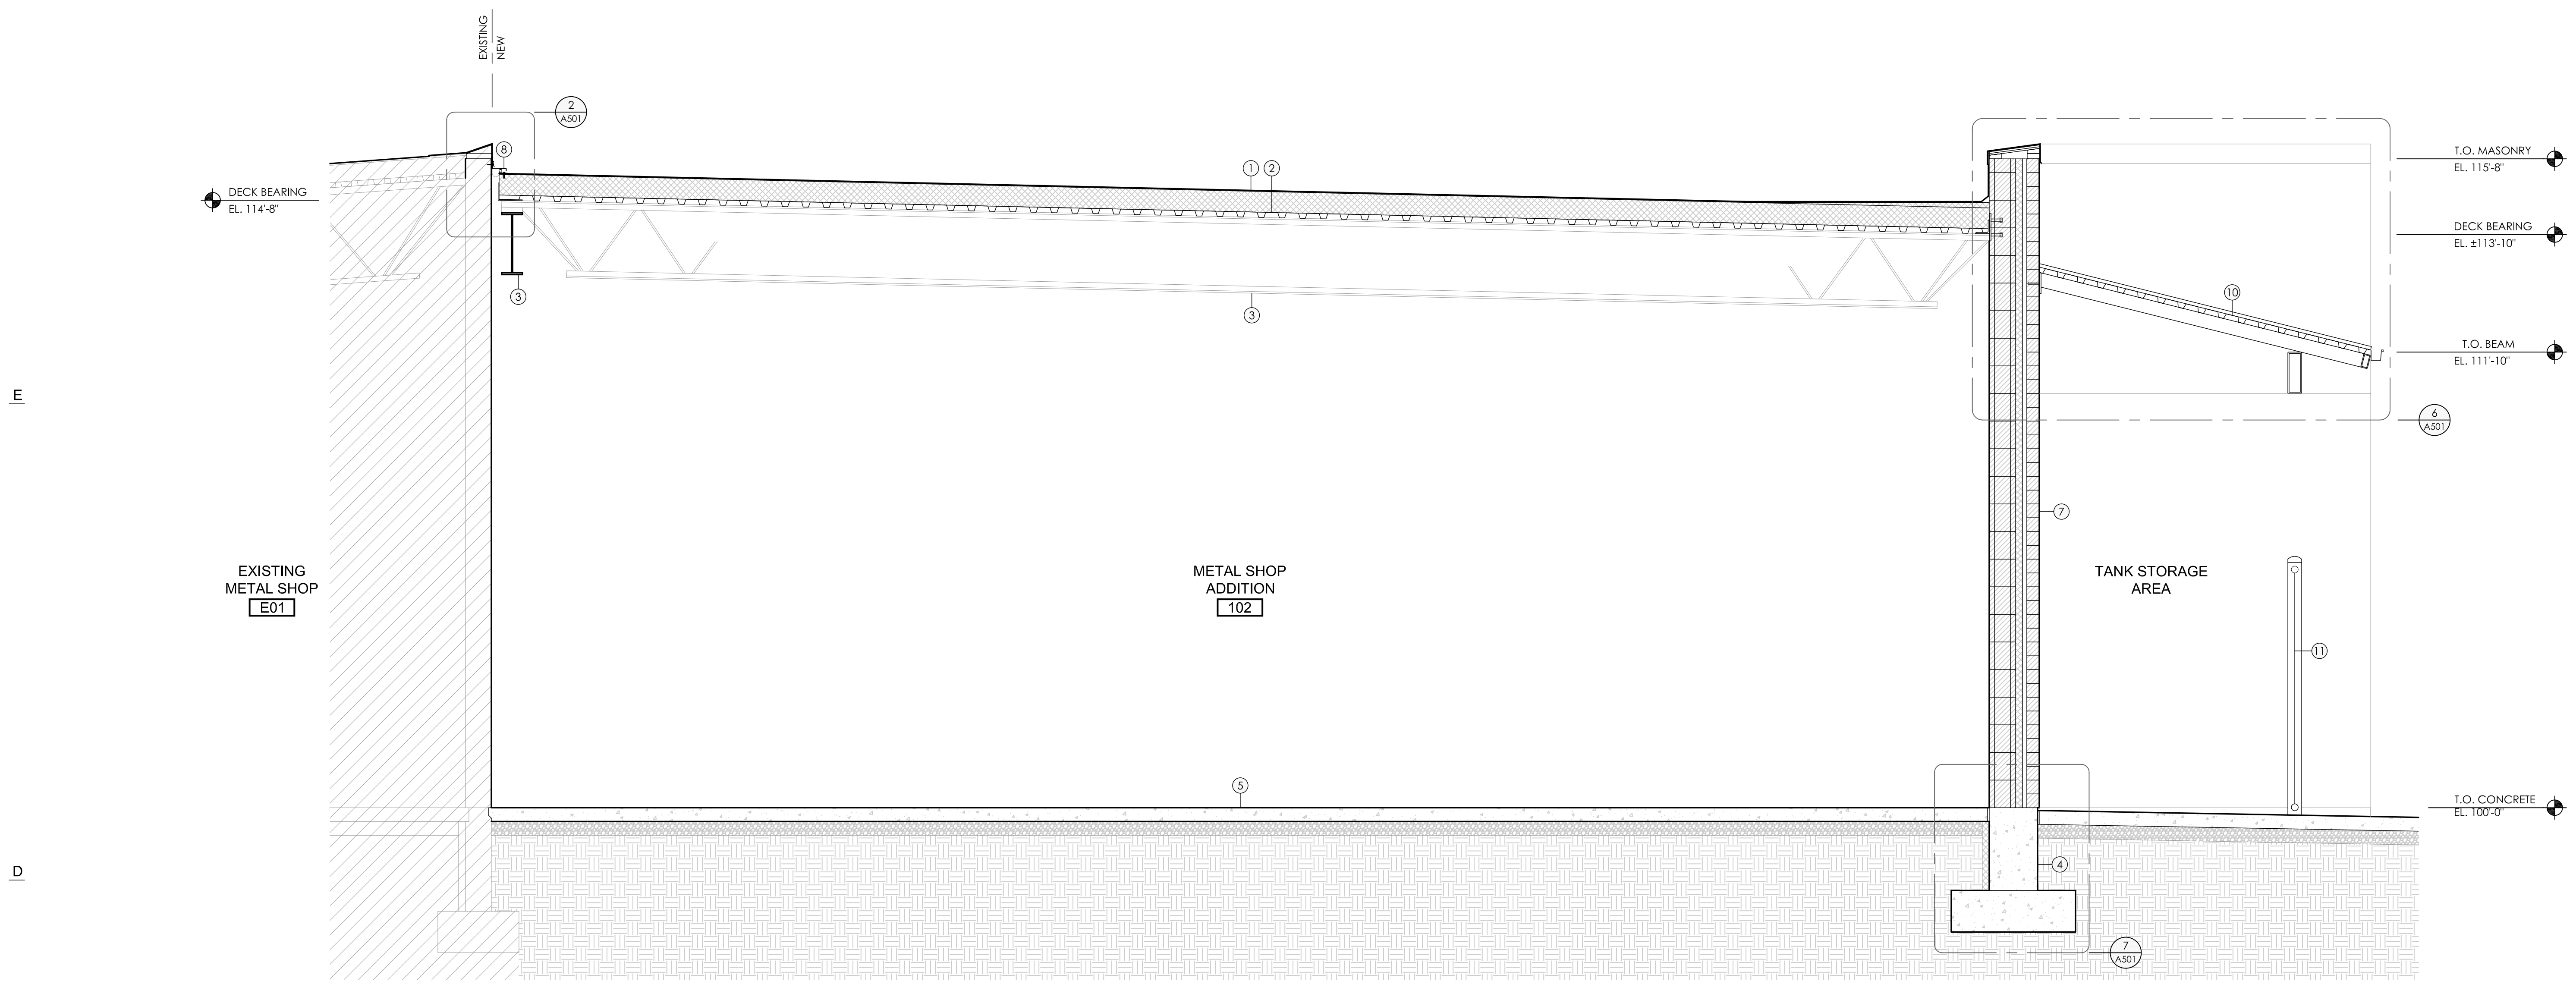 EXISTING
NEW
2
A501
8
1
2
T.O. MASONRY
EL. 115'-8"
DECK BEARING
EL. 114'-8"
DECK BEARING
EL. ±113'-10"
3
3
10
T.O. BEAM
EL. 111'-10"
E
6
A501
7
EXISTING
METAL SHOP
E01
METAL SHOP
ADDITION
102
TANK STORAGE
AREA
11
5
T.O. CONCRETE
EL. 100'-0"
D
4
7
A501